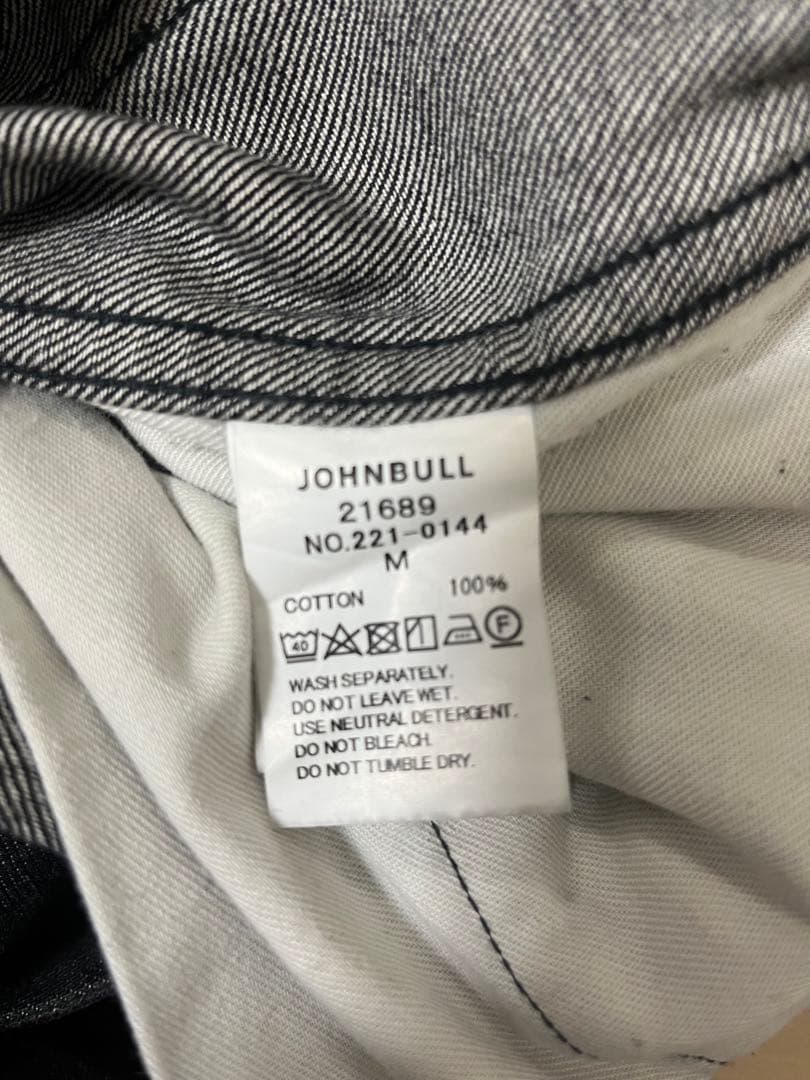 JOHNBULL
21689
NO.221-0144
M
COTTON 100%
40 F
WASH SEPARATELY.
DO NOT LEAVE WET.
USE NEUTRAL DETERGENT.
DO NOT BLEACH.
DO NOT TUMBLE DRY.